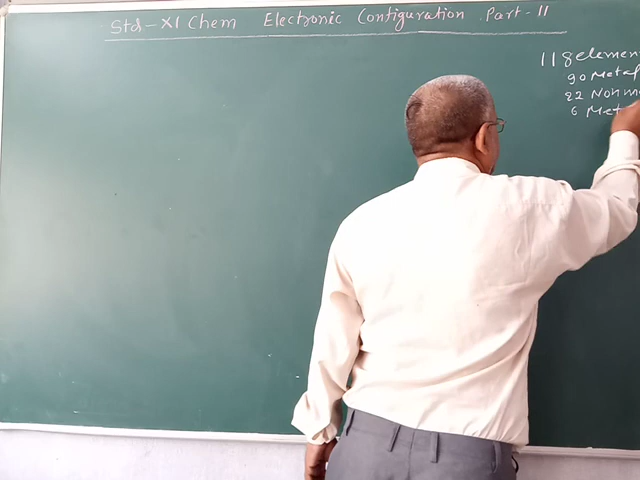 Std - XI Chem Electronic Configuration Part - II
118 elemen
90 Metal
22 Non m
6 Met